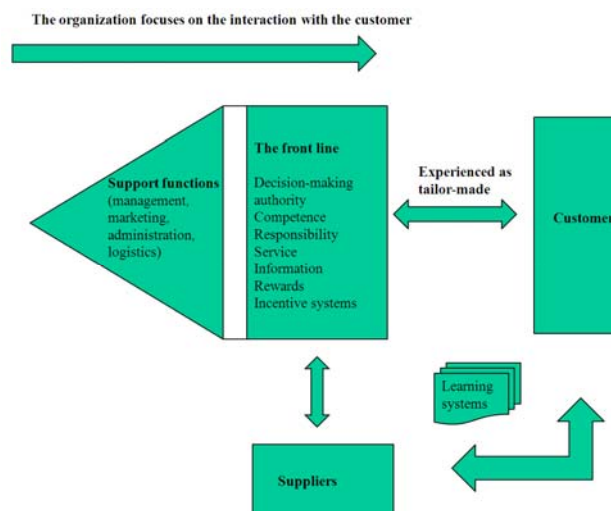 The organization focuses on the interaction with the customer
Support functions
(management,
marketing,
administration,
logistics)
The front line
Decision-making
authority
Competence
Responsibility
Service
Information
Rewards
Incentive systems
Experienced as
tailor-made
Customer
Learning
systems
Suppliers